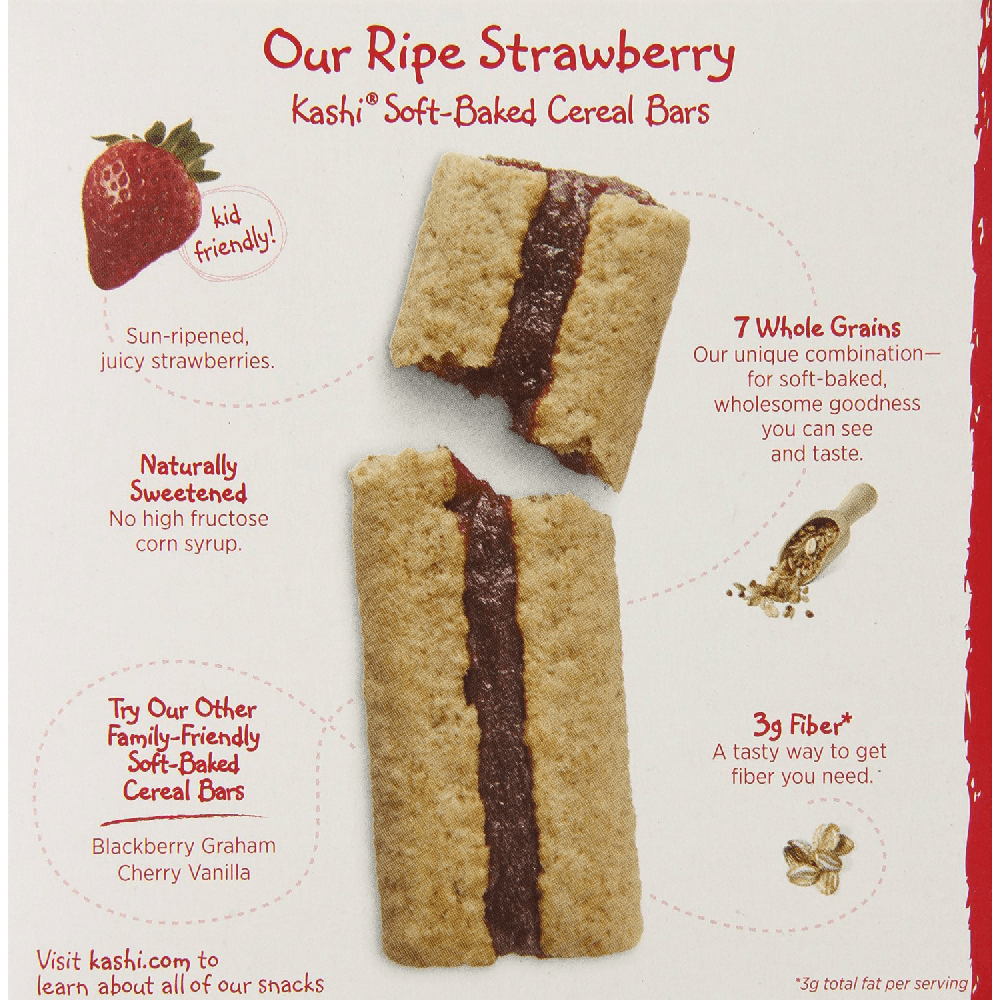 Our Ripe Strawberry
Kashi® Soft-Baked Cereal Bars
kid
friendly!
Sun-ripened,
juicy strawberries.
7 Whole Grains
Our unique combination—
for soft-baked,
wholesome goodness
you can see
and taste.
Naturally
Sweetened
No high fructose
corn syrup.
Try Our Other
Family-Friendly
Soft-Baked
Cereal Bars
Blackberry Graham
Cherry Vanilla
3g Fiber*
A tasty way to get
fiber you need.
Visit kashi.com to
learn about all of our snacks
*3g total fat per serving